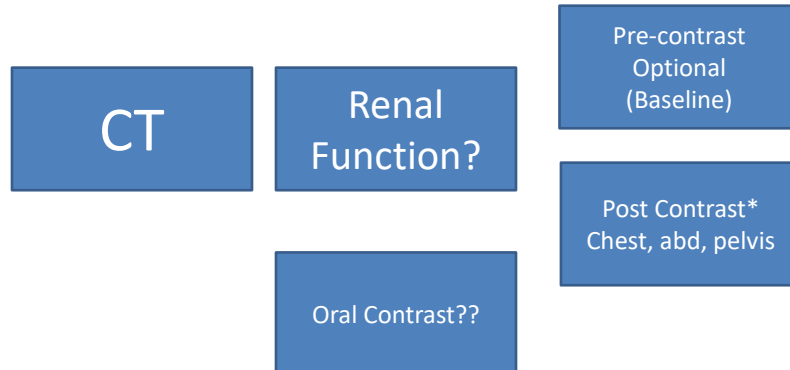 CT
Renal
Function?
Pre-contrast
Optional
(Baseline)
Post Contrast*
Chest, abd, pelvis
Oral Contrast??